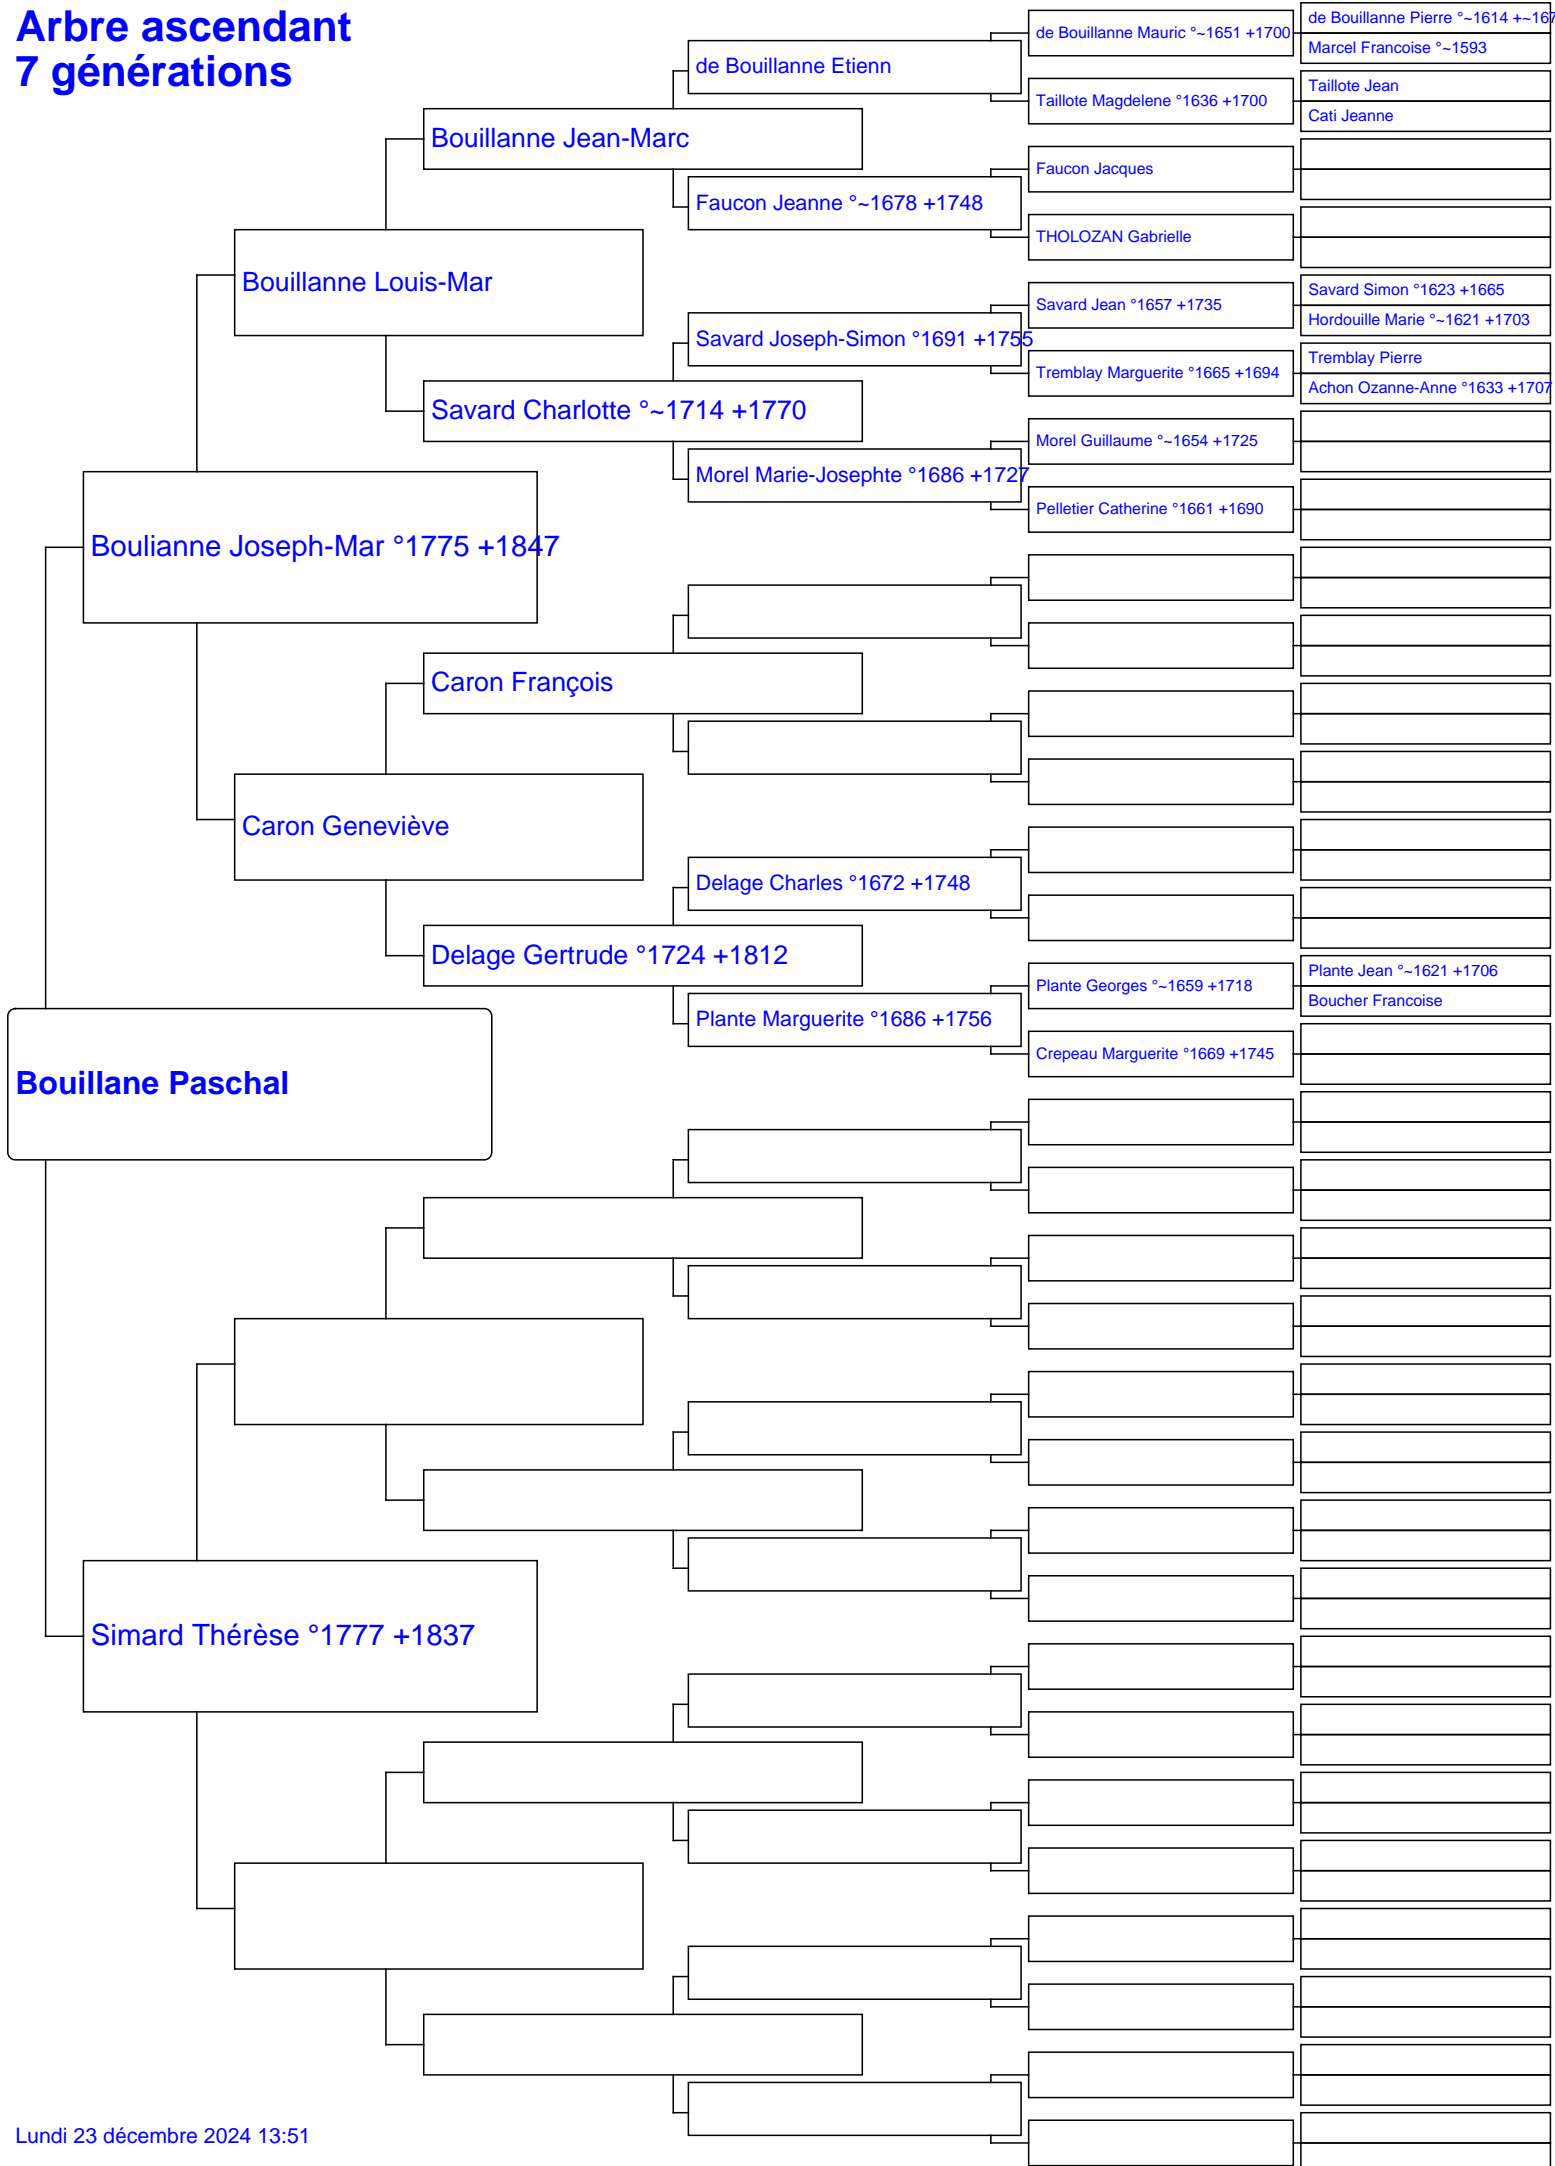 Arbre ascendant
7 générations
de Bouillanne Pierre °~1614 +~167
de Bouillanne Mauric °~1651 +1700
Marcel Francoise °~1593
de Bouillanne Etienn
Taillote Jean
Taillote Magdelene °1636 +1700
Cati Jeanne
Bouillanne Jean-Marc
Faucon Jacques
Faucon Jeanne °~1678 +1748
THOLOZAN Gabrielle
Bouillanne Louis-Mar
Savard Simon °1623 +1665
Savard Jean °1657 +1735
Hordouille Marie °~1621 +1703
Savard Joseph-Simon °1691 +1755
Tremblay Pierre
Tremblay Marguerite °1665 +1694
Achon Ozanne-Anne °1633 +1707
Savard Charlotte °~1714 +1770
Morel Guillaume °~1654 +1725
Morel Marie-Josephte °1686 +1727
Pelletier Catherine °1661 +1690
Boulianne Joseph-Mar °1775 +1847
Caron François
Caron Geneviève
Delage Charles °1672 +1748
Delage Gertrude °1724 +1812
Plante Jean °~1621 +1706
Plante Georges °~1659 +1718
Boucher Francoise
Plante Marguerite °1686 +1756
Crepeau Marguerite °1669 +1745
Bouillane Paschal
Simard Thérèse °1777 +1837
Lundi 23 décembre 2024 13:51